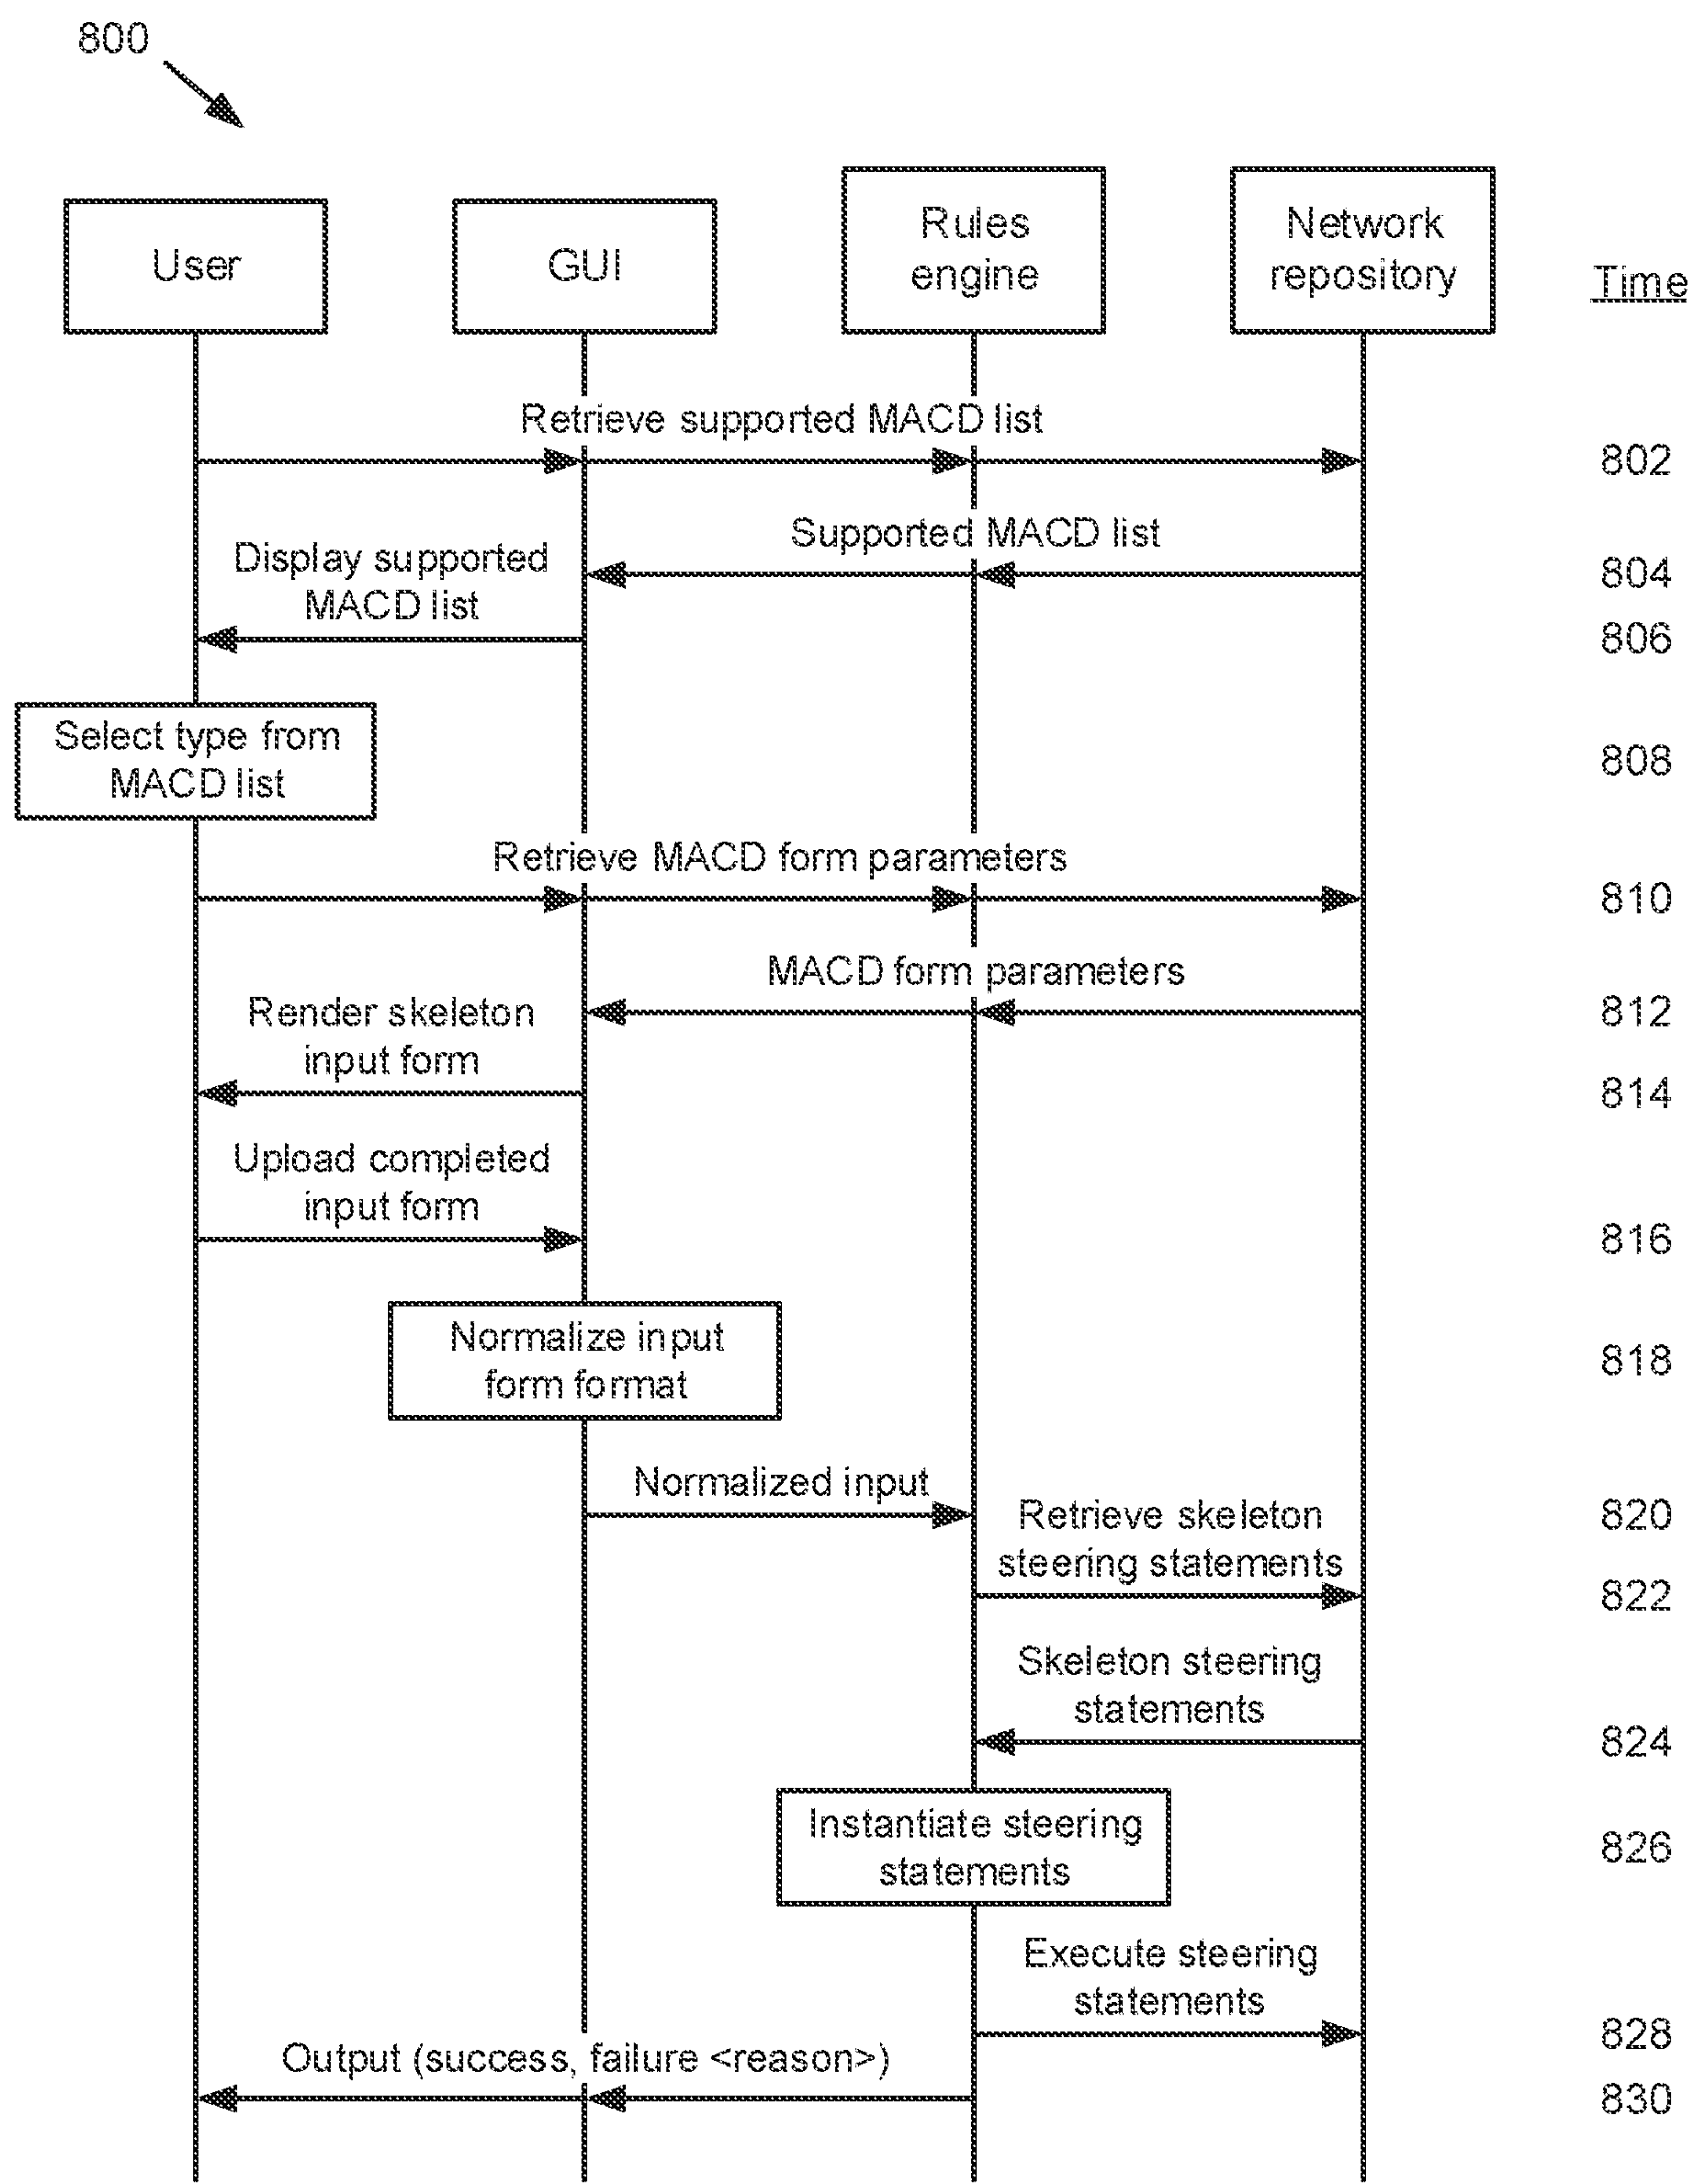 800
User
GUI
Rules
engine
Network
repository
Time
Retrieve supported MACD list
802
Supported MACD list
804
Display supported
MACD list
806
Select type from
MACD list
808
Retrieve MACD form parameters
810
MACD form parameters
812
Render skeleton
input form
814
Upload completed
input form
816
Normalize input
form format
818
Normalized input
820
Retrieve skeleton
steering statements
822
Skeleton steering
statements
824
Instantiate steering
statements
826
Execute steering
statements
828
Output (success, failure <reason>)
830